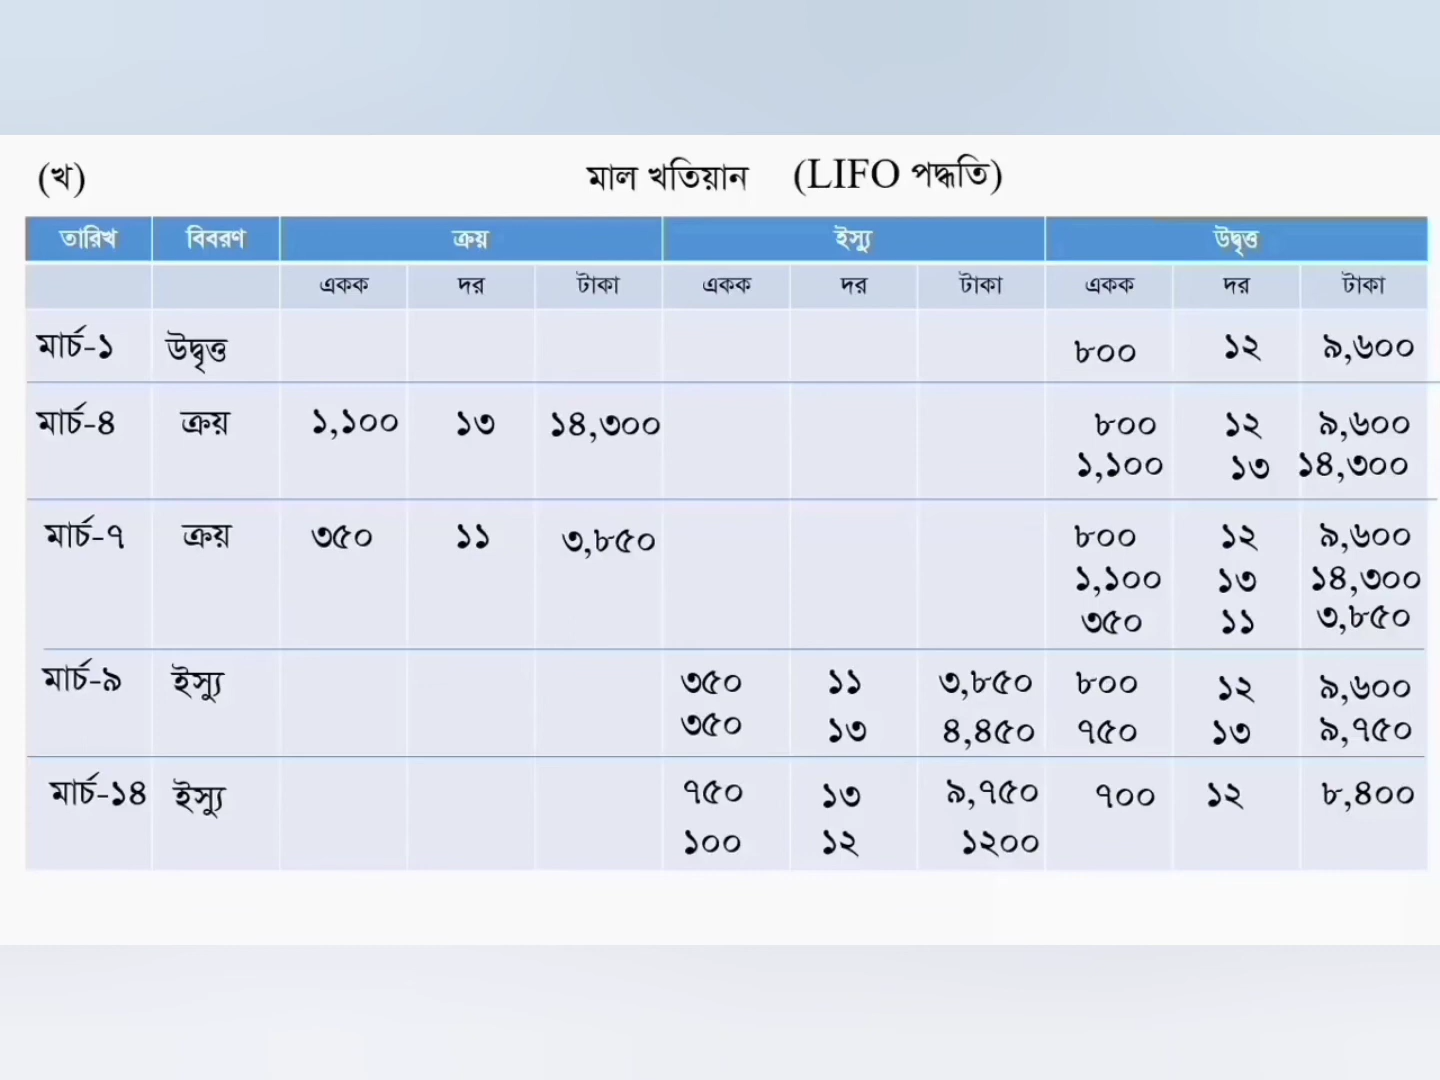 (খ) মাল খতিয়ান (LIFO পদ্ধতি)
তারিখ বিবরণ ক্রয় ইস্যু উদ্বৃত্ত
একক দর টাকা একক দর টাকা একক দর টাকা
মার্চ-১ উদ্বৃত্ত ৮০০ ১২ ৯,৬০০
মার্চ-৪ ক্রয় ১,১০০ ১৩ ১৪,৩০০ ৮০০ ১২ ৯,৬০০
১,১০০ ১৩ ১৪,৩০০
মার্চ-৭ ক্রয় ৩৫০ ১১ ৩,৮৫০ ৮০০ ১২ ৯,৬০০
১,১০০ ১৩ ১৪,৩০০
৩৫০ ১১ ৩,৮৫০
মার্চ-৯ ইস্যু ৩৫০ ১১ ৩,৮৫০ ৮০০ ১২ ৯,৬০০
৩৫০ ১৩ ৪,৪৫০ ৭৫০ ১৩ ৯,৭৫০
মার্চ-১৪ ইস্যু ৭৫০ ১৩ ৯,৭৫০ ৭০০ ১২ ৮,৪০০
১০০ ১২ ১২০০